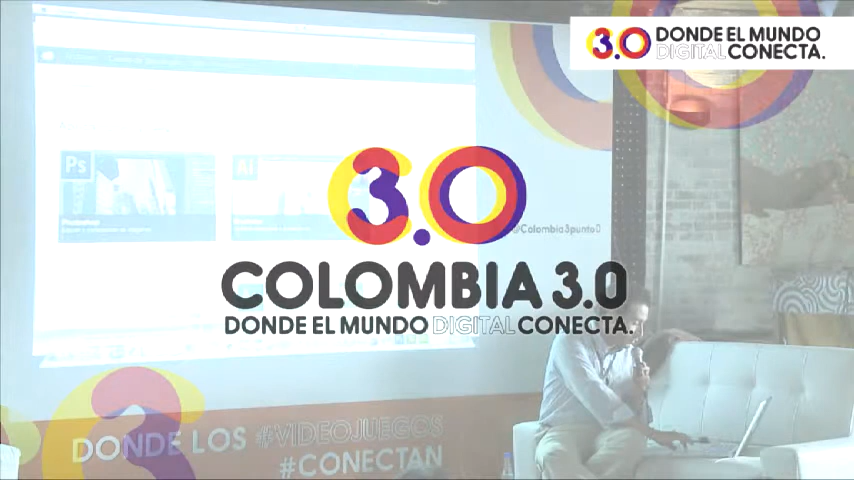 3.0 DONDE EL MUNDO
DIGITAL CONECTA.
Ps
Photoshop
3.0
@Colombia3punto0
COLOMBIA 3.0
DONDE EL MUNDO DIGITAL CONECTA.
DONDE LOS #VIDEOJUEGOS
#CONECTAN